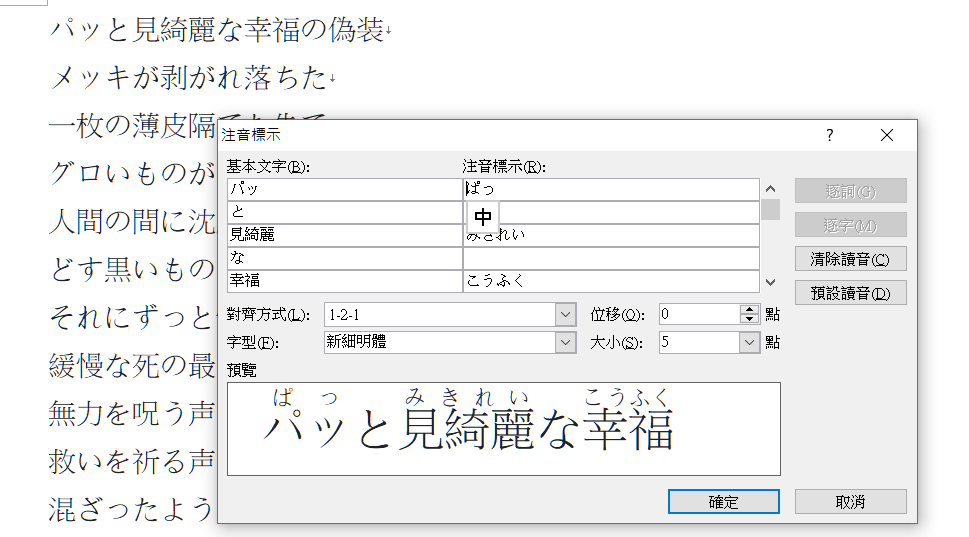 パッと見綺麗な幸福の偽装↓
メッキが剥がれ落ちた↓
一枚の薄皮隔てた先で
グロいものが
人間の間に沈
どす黒いもの
それにずっと
緩慢な死の最
無力を呪う声
救いを祈る声
混ざったよう
注音標示 ? ×
基本文字(B): 注音標示(R):
パッ ぱっ
と 中
見綺麗 みきれい
な
幸福 こうふく
逐詞(G)
逐字(M)
清除讀音(C)
預設讀音(D)
對齊方式(L): 1-2-1 位移(O): 0 點
字型(F): 新細明體 大小(S): 5 點
預覽
ぱっ みきれい こうふく
パッと見綺麗な幸福
確定 取消